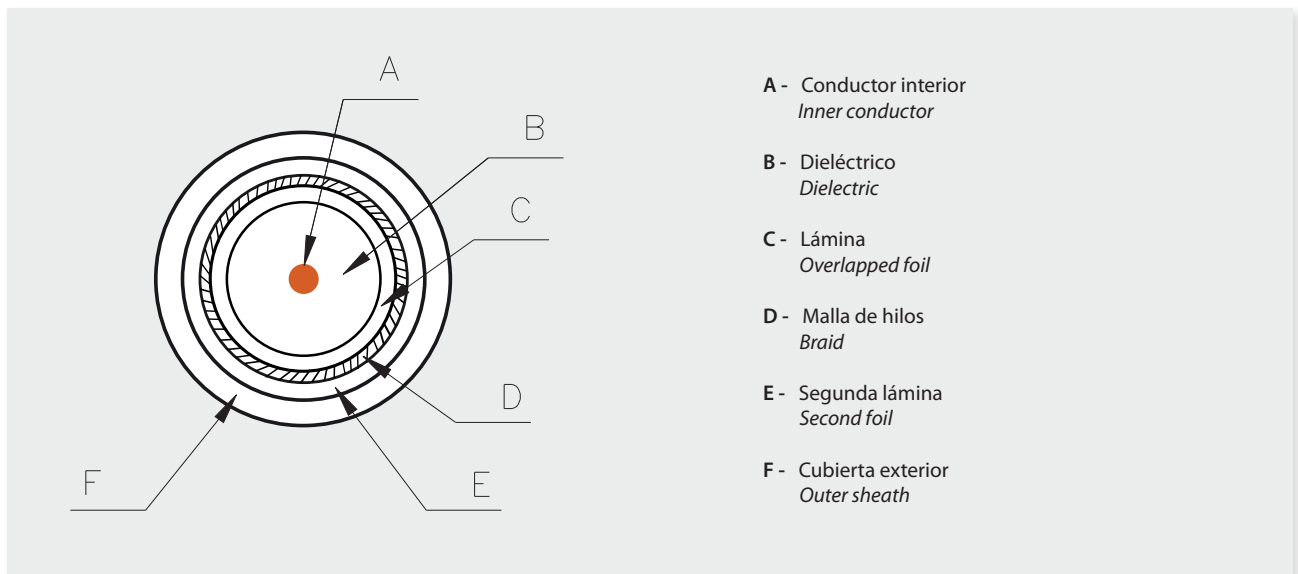 A
B
C
D
E
F
A - Conductor interior
Inner conductor
B - Dieléctrico
Dielectric
C - Lámina
Overlapped foil
D - Malla de hilos
Braid
E - Segunda lámina
Second foil
F - Cubierta exterior
Outer sheath